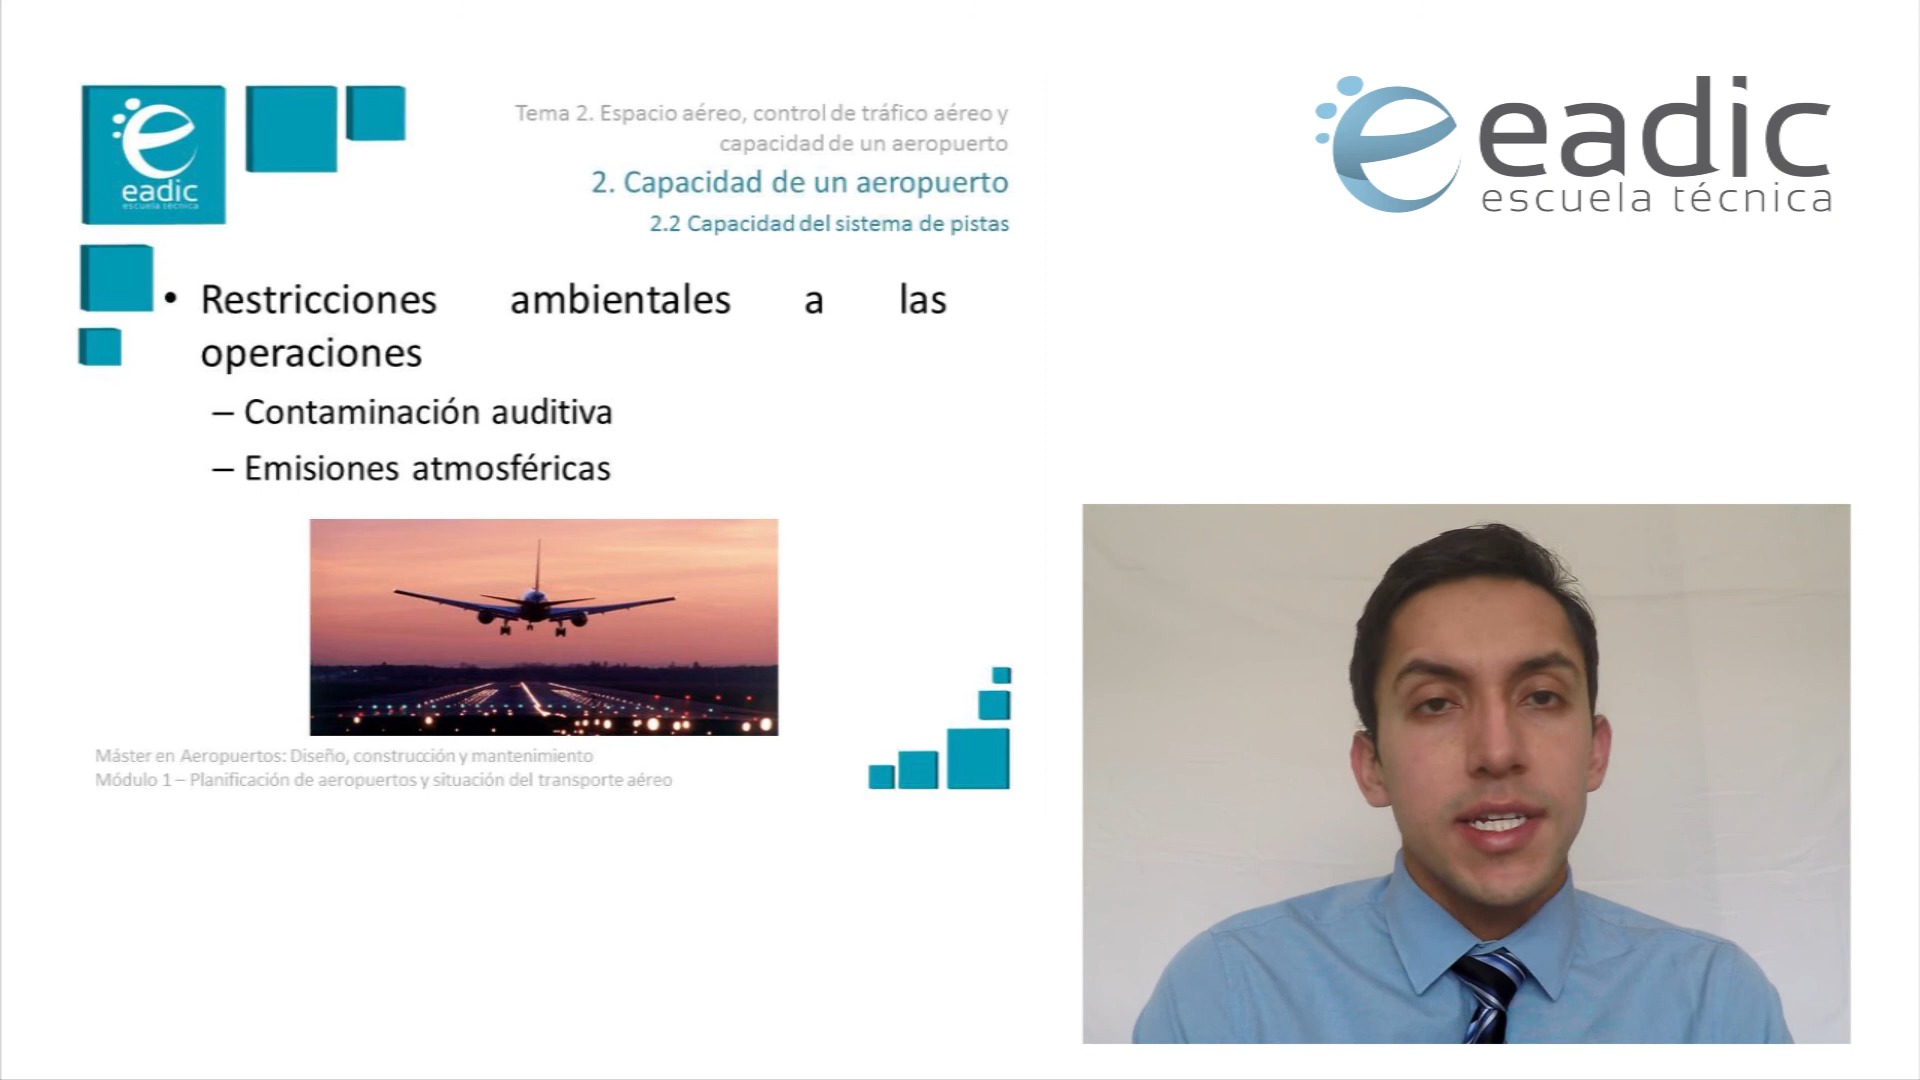 eadic
escuela técnica
Tema 2. Espacio aéreo, control de tráfico aéreo y
capacidad de un aeropuerto
2. Capacidad de un aeropuerto
2.2 Capacidad del sistema de pistas
• Restricciones ambientales a las
operaciones
– Contaminación auditiva
– Emisiones atmosféricas
Máster en Aeropuertos: Diseño, construcción y mantenimiento
Módulo 1 – Planificación de aeropuertos y situación del transporte aéreo
eadic
escuela técnica